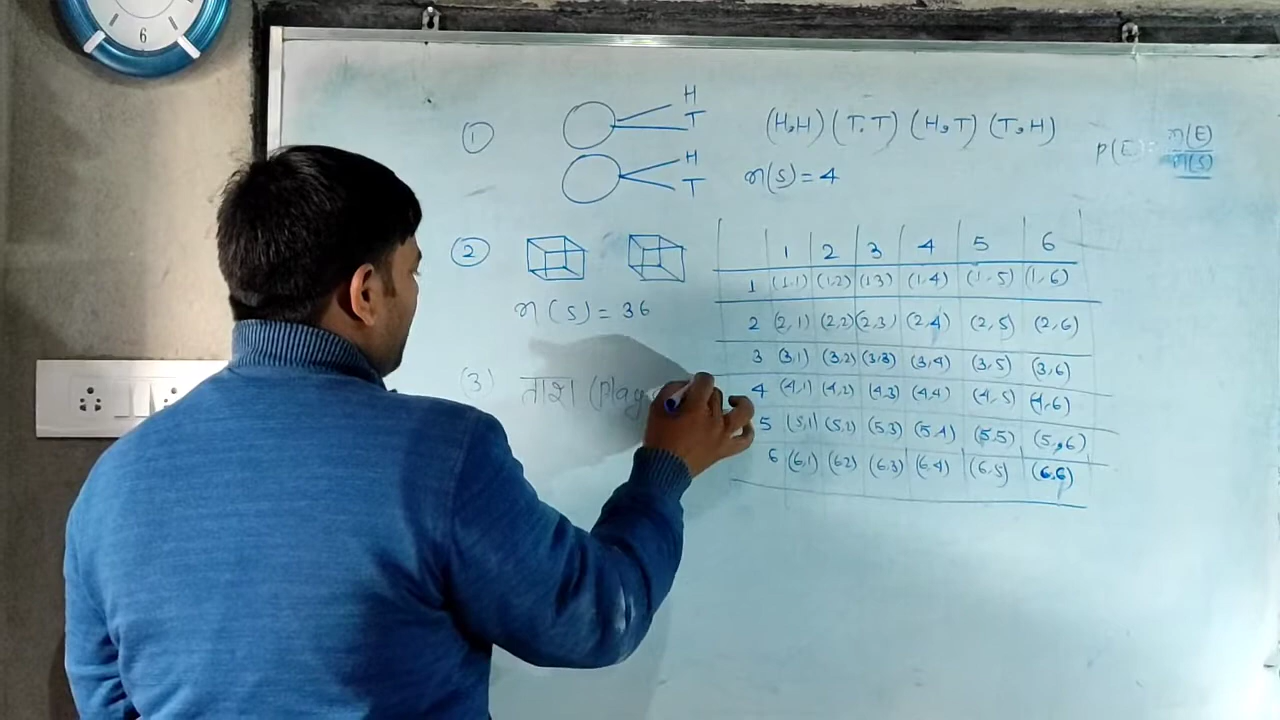 6
① H T (H,H) (T,T) (H,T) (T,H) P(E) = n(E)/n(S)
H T n(S) = 4
②
n(S) = 36
1 2 3 4 5 6
1 (1,1) (1,2) (1,3) (1,4) (1,5) (1,6)
2 (2,1) (2,2) (2,3) (2,4) (2,5) (2,6)
3 (3,1) (3,2) (3,3) (3,4) (3,5) (3,6)
4 (4,1) (4,2) (4,3) (4,4) (4,5) (4,6)
5 (5,1) (5,2) (5,3) (5,4) (5,5) (5,6)
6 (6,1) (6,2) (6,3) (6,4) (6,5) (6,6)
(3) ताश (Play